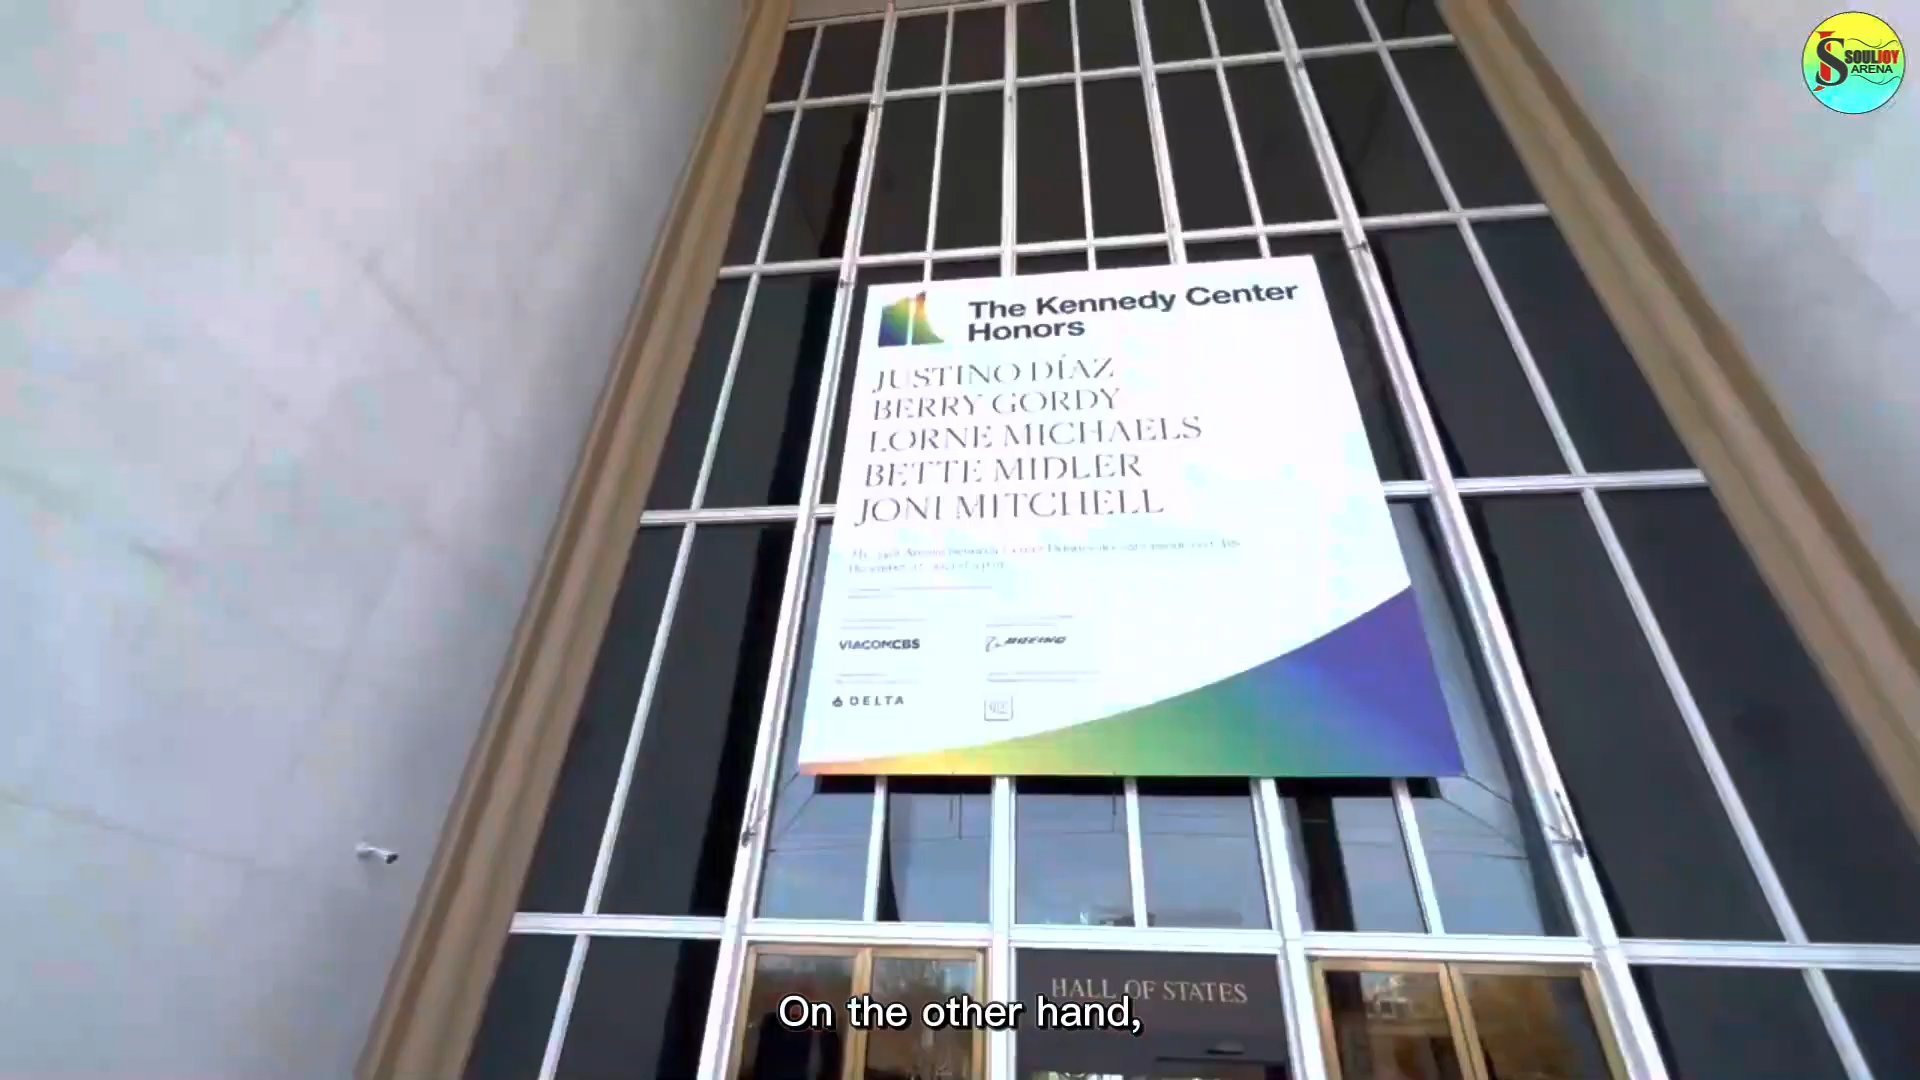 SOULJOY
ARENA
The Kennedy Center
Honors
JUSTINO DÍAZ
BERRY GORDY
LORNE MICHAELS
BETTE MIDLER
JONI MITCHELL
VIACOMCBS
BOEING
DELTA
HALL OF STATES
On the other hand,